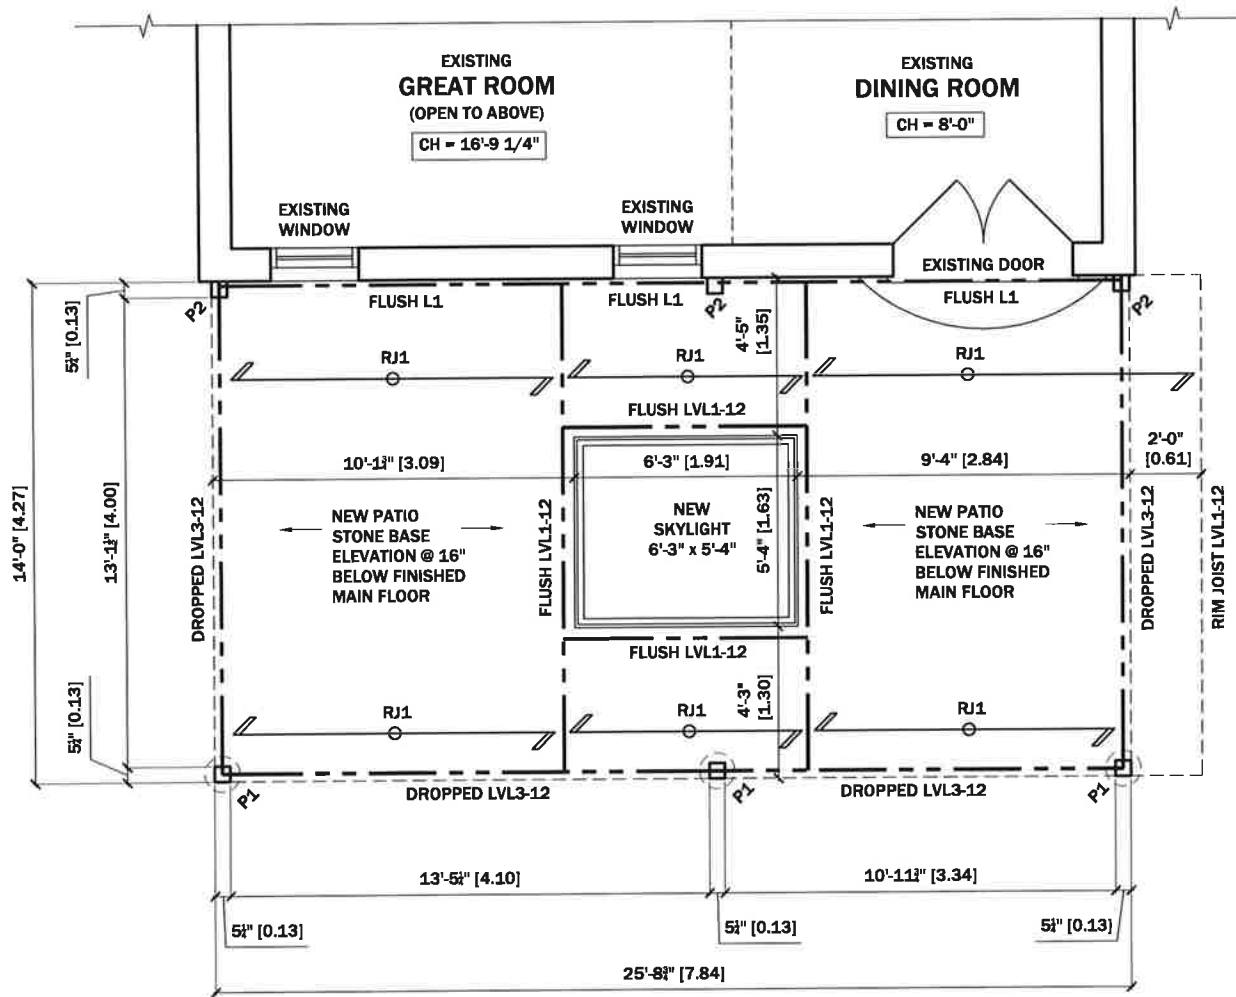 EXISTING
GREAT ROOM
(OPEN TO ABOVE)
CH = 16'-9 1/4"
EXISTING
DINING ROOM
CH = 8'-0"
EXISTING
WINDOW
EXISTING
WINDOW
EXISTING DOOR
FLUSH L1
FLUSH L1
FLUSH L1
P2
P2
P2
5¼" [0.13]
4'-5"
[1.35]
RJ1
RJ1
RJ1
FLUSH LVL1-12
2'-0"
[0.61]
10'-1¾" [3.09]
6'-3" [1.91]
9'-4" [2.84]
14'-0" [4.27]
13'-1½" [4.00]
DROPPED LVL3-12
NEW PATIO
STONE BASE
ELEVATION @ 16"
BELOW FINISHED
MAIN FLOOR
FLUSH LVL1-12
NEW
SKYLIGHT
6'-3" x 5'-4"
5'-4" [1.63]
FLUSH LVL1-12
NEW PATIO
STONE BASE
ELEVATION @ 16"
BELOW FINISHED
MAIN FLOOR
DROPPED LVL3-12
RIM JOIST LVL1-12
FLUSH LVL1-12
5¼" [0.13]
4'-3"
[1.30]
RJ1
RJ1
RJ1
P1
P1
P1
DROPPED LVL3-12
DROPPED LVL3-12
13'-5¼" [4.10]
10'-11¾" [3.34]
5¼" [0.13]
5¼" [0.13]
5¼" [0.13]
25'-8¾" [7.84]